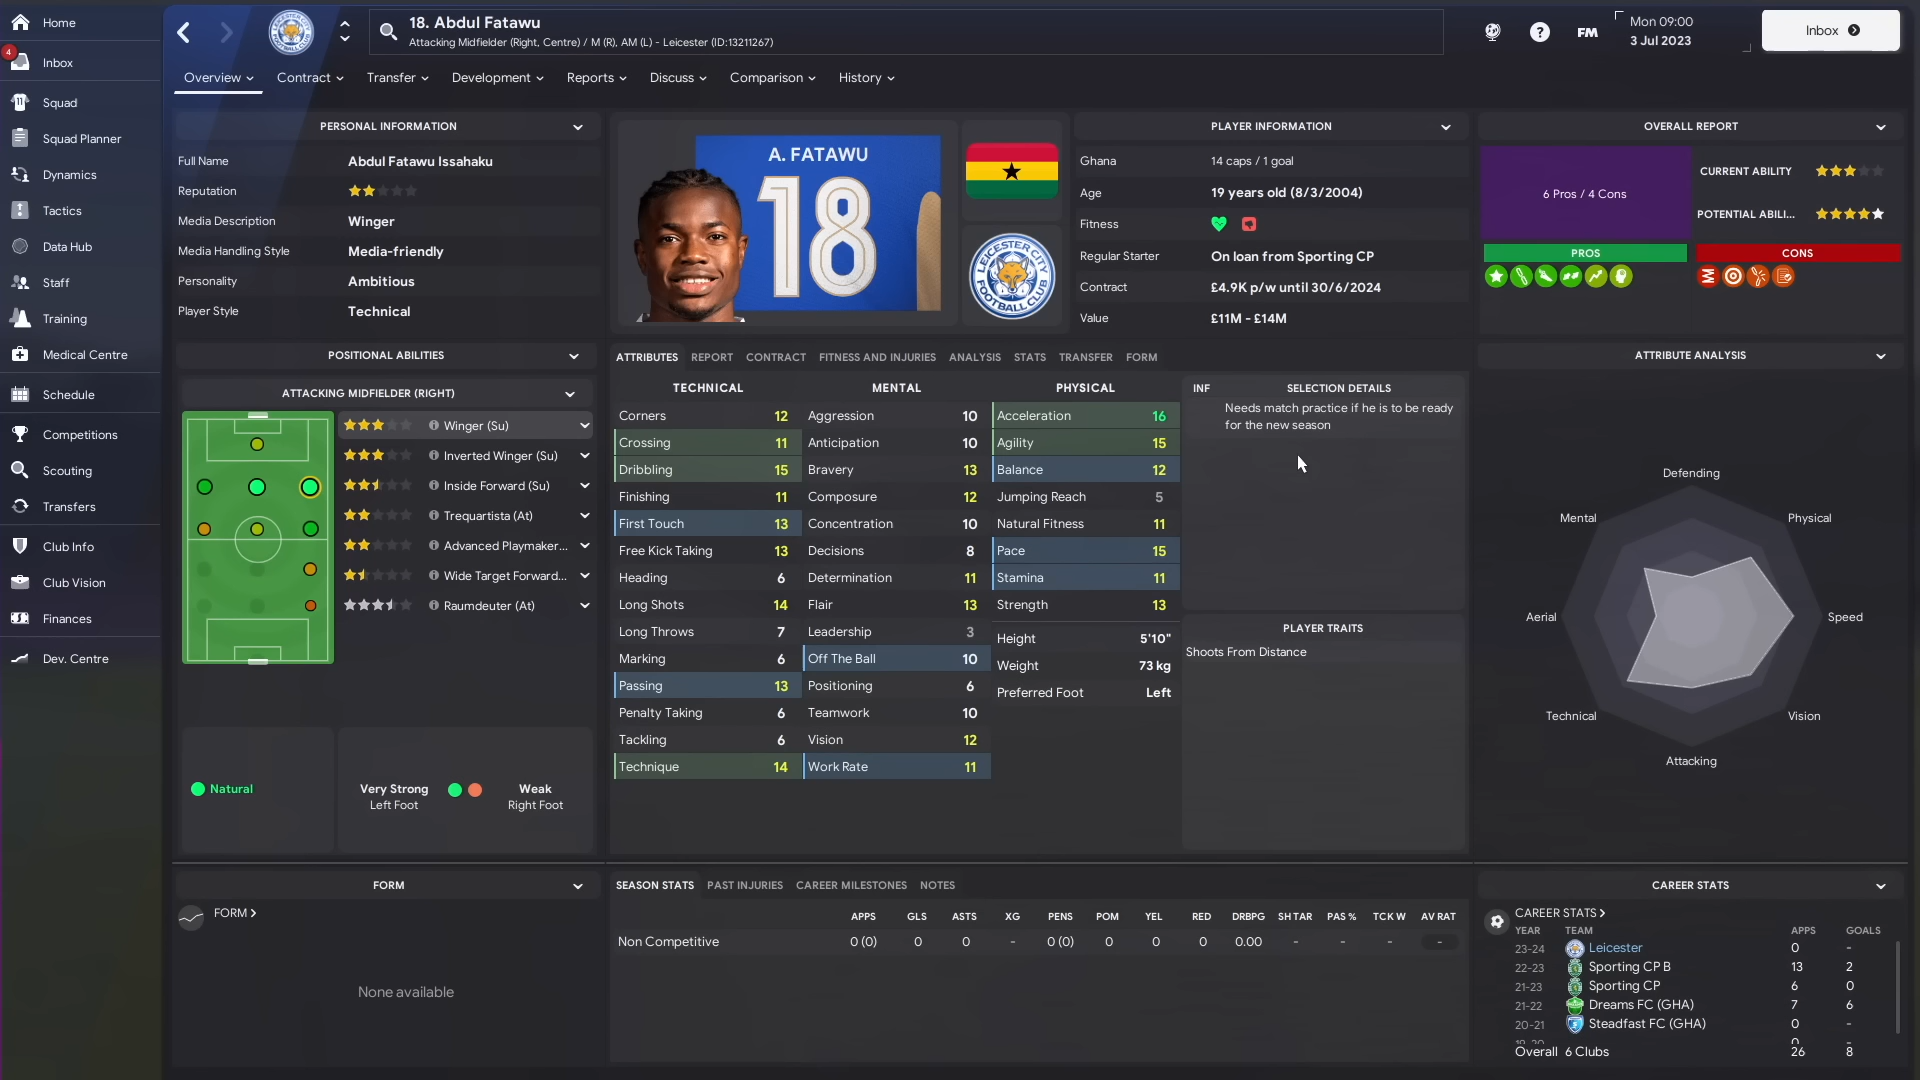 Home
4
Inbox
Squad
Squad Planner
Dynamics
Tactics
Data Hub
Staff
Training
Medical Centre
Schedule
Competitions
Scouting
Transfers
Club Info
Club Vision
Finances
Dev. Centre
18. Abdul Fatawu
Attacking Midfielder (Right, Centre) / M (R), AM (L) - Leicester (ID:13211267)
FM
Mon 09:00
3 Jul 2023
Inbox
Overview Contract Transfer Development Reports Discuss Comparison History
PERSONAL INFORMATION
Full Name Abdul Fatawu Issahaku
Reputation
Media Description Winger
Media Handling Style Media-friendly
Personality Ambitious
Player Style Technical
A. FATAWU
18
LEICESTER CITY
FOOTBALL CLUB
PLAYER INFORMATION
Ghana 14 caps / 1 goal
Age 19 years old (8/3/2004)
Fitness
Regular Starter On loan from Sporting CP
Contract £4.9K p/w until 30/6/2024
Value £11M - £14M
OVERALL REPORT
6 Pros / 4 Cons
CURRENT ABILITY
POTENTIAL ABILI...
PROS CONS
POSITIONAL ABILITIES
ATTACKING MIDFIELDER (RIGHT)
Winger (Su)
Inverted Winger (Su)
Inside Forward (Su)
Trequartista (At)
Advanced Playmaker...
Wide Target Forward...
Raumdeuter (At)
Natural
Very Strong
Left Foot
Weak
Right Foot
ATTRIBUTES REPORT CONTRACT FITNESS AND INJURIES ANALYSIS STATS TRANSFER FORM
TECHNICAL MENTAL PHYSICAL
Corners 12 Aggression 10 Acceleration 16
Crossing 11 Anticipation 10 Agility 15
Dribbling 15 Bravery 13 Balance 12
Finishing 11 Composure 12 Jumping Reach 5
First Touch 13 Concentration 10 Natural Fitness 11
Free Kick Taking 13 Decisions 8 Pace 15
Heading 6 Determination 11 Stamina 11
Long Shots 14 Flair 13 Strength 13
Long Throws 7 Leadership 3 Height 5'10"
Marking 6 Off The Ball 10 Weight 73 kg
Passing 13 Positioning 6 Preferred Foot Left
Penalty Taking 6 Teamwork 10
Tackling 6 Vision 12
Technique 14 Work Rate 11
INF SELECTION DETAILS
Needs match practice if he is to be ready
for the new season
PLAYER TRAITS
Shoots From Distance
ATTRIBUTE ANALYSIS
Defending
Mental Physical
Aerial Speed
Technical Vision
Attacking
FORM
FORM
None available
SEASON STATS PAST INJURIES CAREER MILESTONES NOTES
APPS GLS ASTS XG PENS POM YEL RED DRBPG SH TAR PAS % TCK W AV RAT
Non Competitive 0 (0) 0 0 - 0 (0) 0 0 0 0.00 - - - -
CAREER STATS
CAREER STATS
YEAR TEAM APPS GOALS
23-24 Leicester 0 -
22-23 Sporting CP B 13 2
21-23 Sporting CP 6 0
21-22 Dreams FC (GHA) 7 6
20-21 Steadfast FC (GHA) 0 -
Overall 6 Clubs 26 8